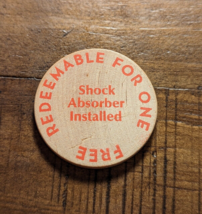 REDEEMABLE FOR ONE
Shock
Absorber
Installed
FREE